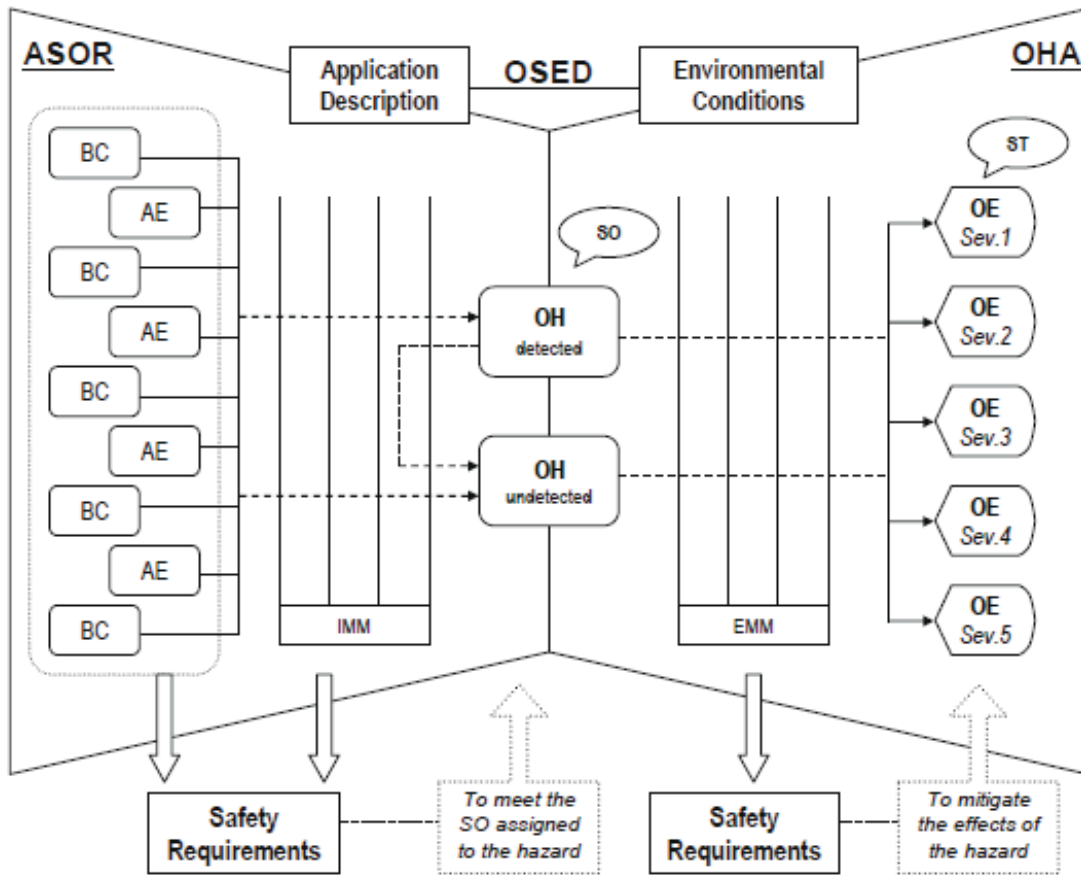 ASOR
Application
Description
OSED
Environmental
Conditions
OHA
BC
AE
BC
AE
BC
AE
BC
AE
BC
IMM
SO
OH
detected
OH
undetected
EMM
ST
OE
Sev.1
OE
Sev.2
OE
Sev.3
OE
Sev.4
OE
Sev.5
Safety
Requirements
To meet the
SO assigned
to the hazard
Safety
Requirements
To mitigate
the effects of
the hazard